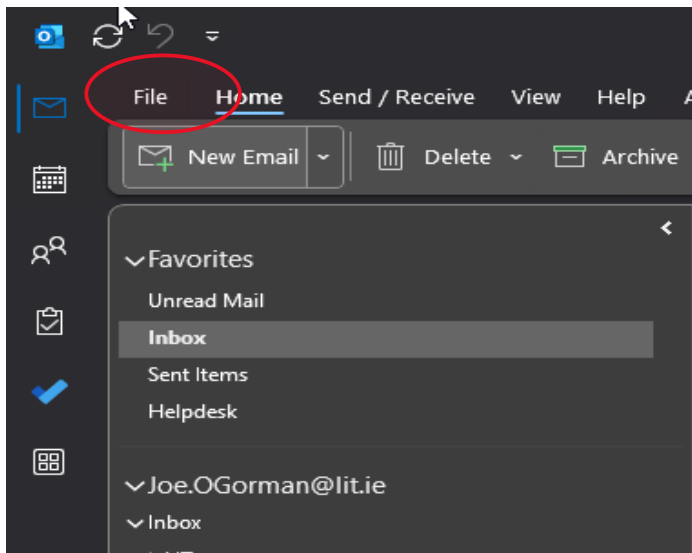 File Home Send / Receive View Help
New Email Delete Archive
Favorites
Unread Mail
Inbox
Sent Items
Helpdesk
Joe.OGorman@lit.ie
Inbox